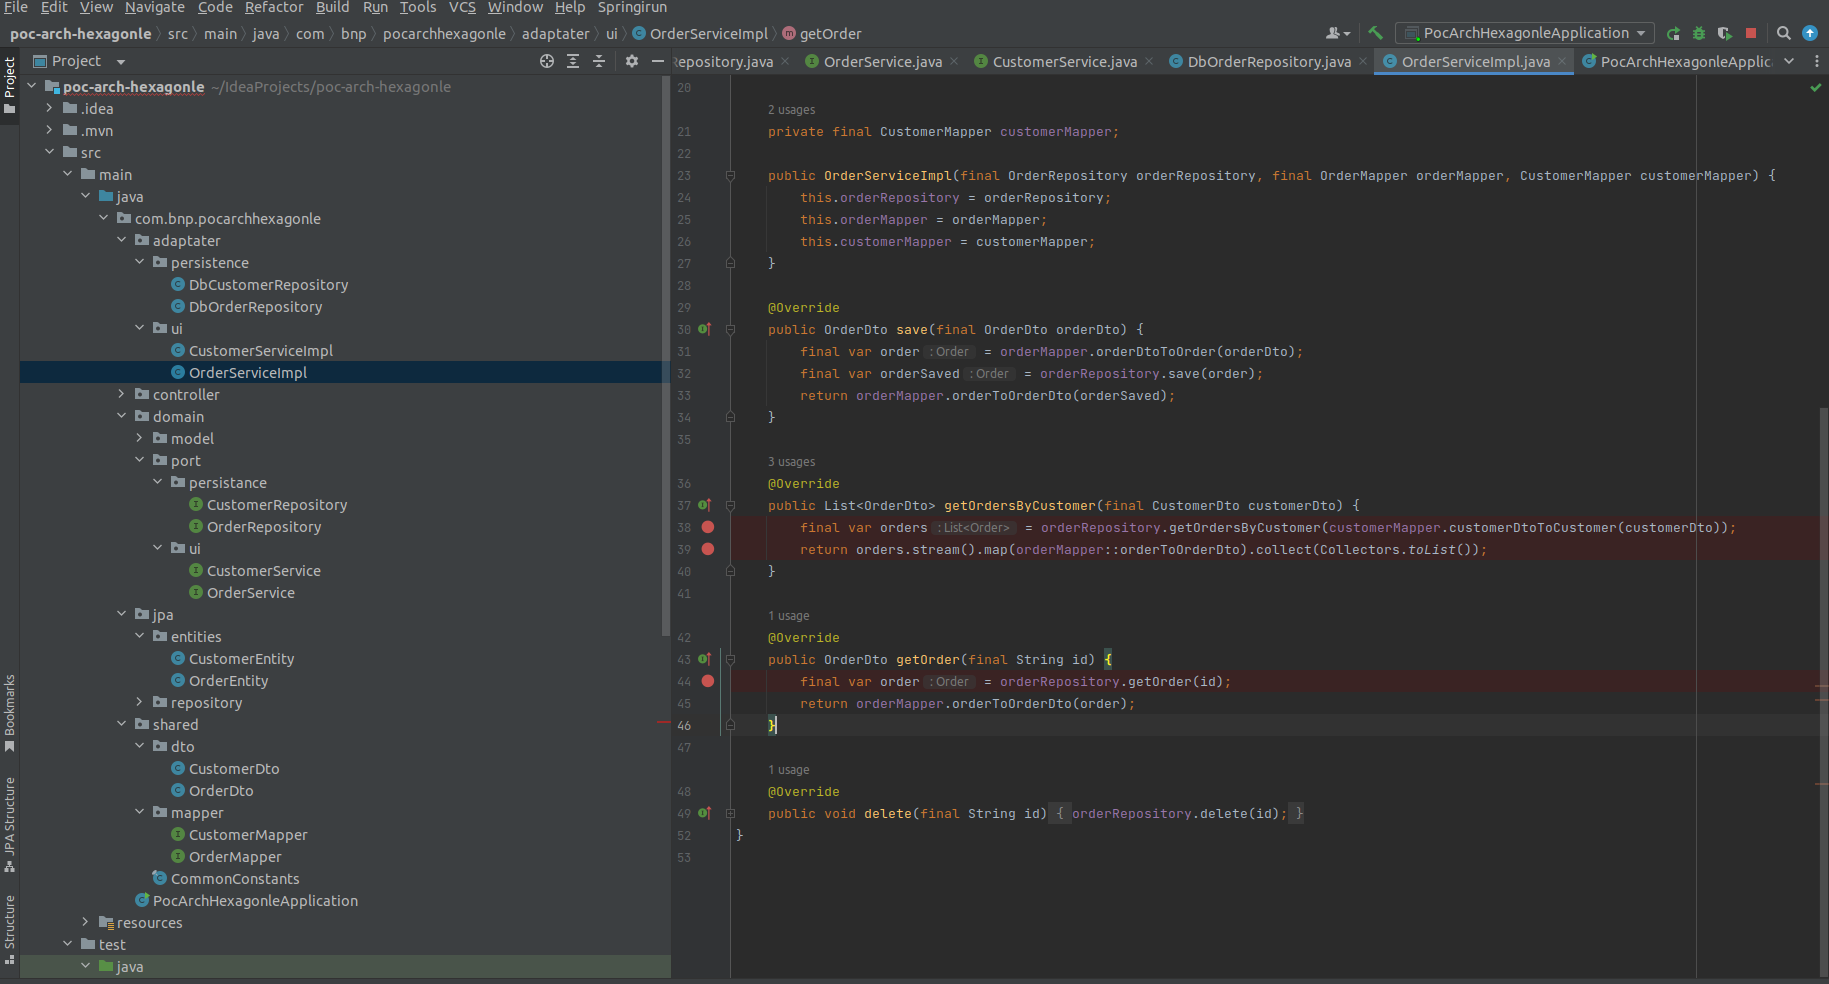 File Edit View Navigate Code Refactor Build Run Tools VCS Window Help Springirun
poc-arch-hexagonle src main java com bnp pocarchhexagonle adaptater ui OrderServiceImpl getOrder PocArchHexagonleApplication
Project
Project
Bookmarks
JPA Structure
Structure
poc-arch-hexagonle ~/IdeaProjects/poc-arch-hexagonle
.idea
.mvn
src
main
java
com.bnp.pocarchhexagonle
adaptater
persistence
DbCustomerRepository
DbOrderRepository
ui
CustomerServiceImpl
OrderServiceImpl
controller
domain
model
port
persistance
CustomerRepository
OrderRepository
ui
CustomerService
OrderService
jpa
entities
CustomerEntity
OrderEntity
repository
shared
dto
CustomerDto
OrderDto
mapper
CustomerMapper
OrderMapper
CommonConstants
PocArchHexagonleApplication
resources
test
java
Repository.java OrderService.java CustomerService.java DbOrderRepository.java OrderServiceImpl.java PocArchHexagonleApplic
20
2 usages
21 private final CustomerMapper customerMapper;
22
23 public OrderServiceImpl(final OrderRepository orderRepository, final OrderMapper orderMapper, CustomerMapper customerMapper) {
24 this.orderRepository = orderRepository;
25 this.orderMapper = orderMapper;
26 this.customerMapper = customerMapper;
27 }
28
29 @Override
30 public OrderDto save(final OrderDto orderDto) {
31 final var order : Order = orderMapper.orderDtoToOrder(orderDto);
32 final var orderSaved : Order = orderRepository.save(order);
33 return orderMapper.orderToOrderDto(orderSaved);
34 }
35
3 usages
36 @Override
37 public List<OrderDto> getOrdersByCustomer(final CustomerDto customerDto) {
38 final var orders : List<Order> = orderRepository.getOrdersByCustomer(customerMapper.customerDtoToCustomer(customerDto));
39 return orders.stream().map(orderMapper::orderToOrderDto).collect(Collectors.toList());
40 }
41
1 usage
42 @Override
43 public OrderDto getOrder(final String id) {
44 final var order : Order = orderRepository.getOrder(id);
45 return orderMapper.orderToOrderDto(order);
46 }
47
1 usage
48 @Override
49 public void delete(final String id) { orderRepository.delete(id); }
52 }
53